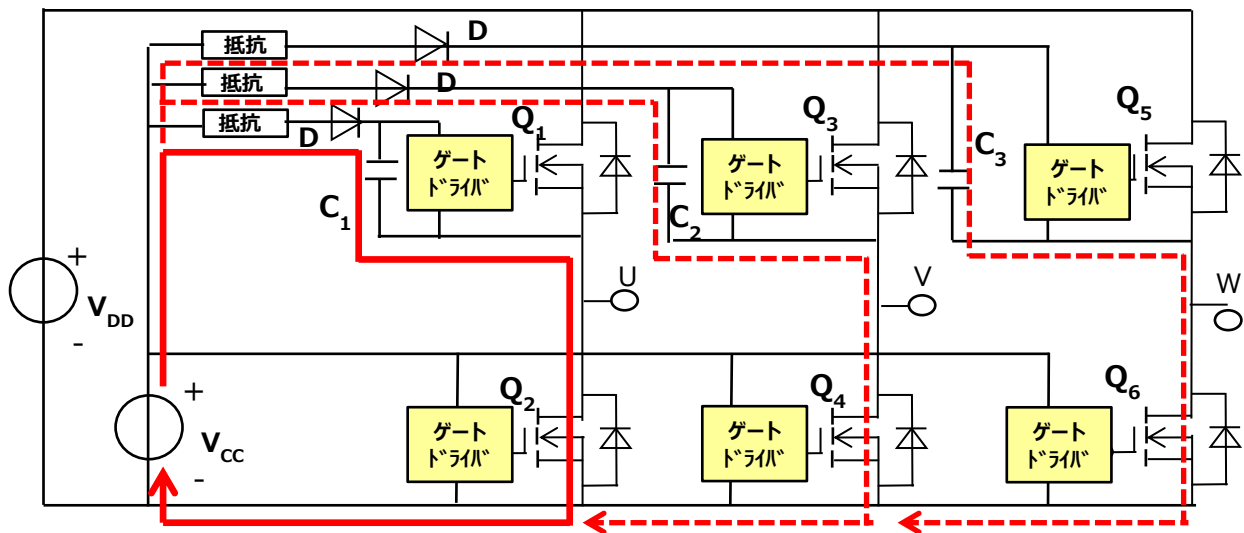 抵抗
D
抵抗
D
抵抗
D
Q1
Q3
Q5
ゲート
ドライバ
ゲート
ドライバ
ゲート
ドライバ
C1
C2
C3
+
VDD
-
U
V
W
+
VCC
-
Q2
Q4
Q6
ゲート
ドライバ
ゲート
ドライバ
ゲート
ドライバ